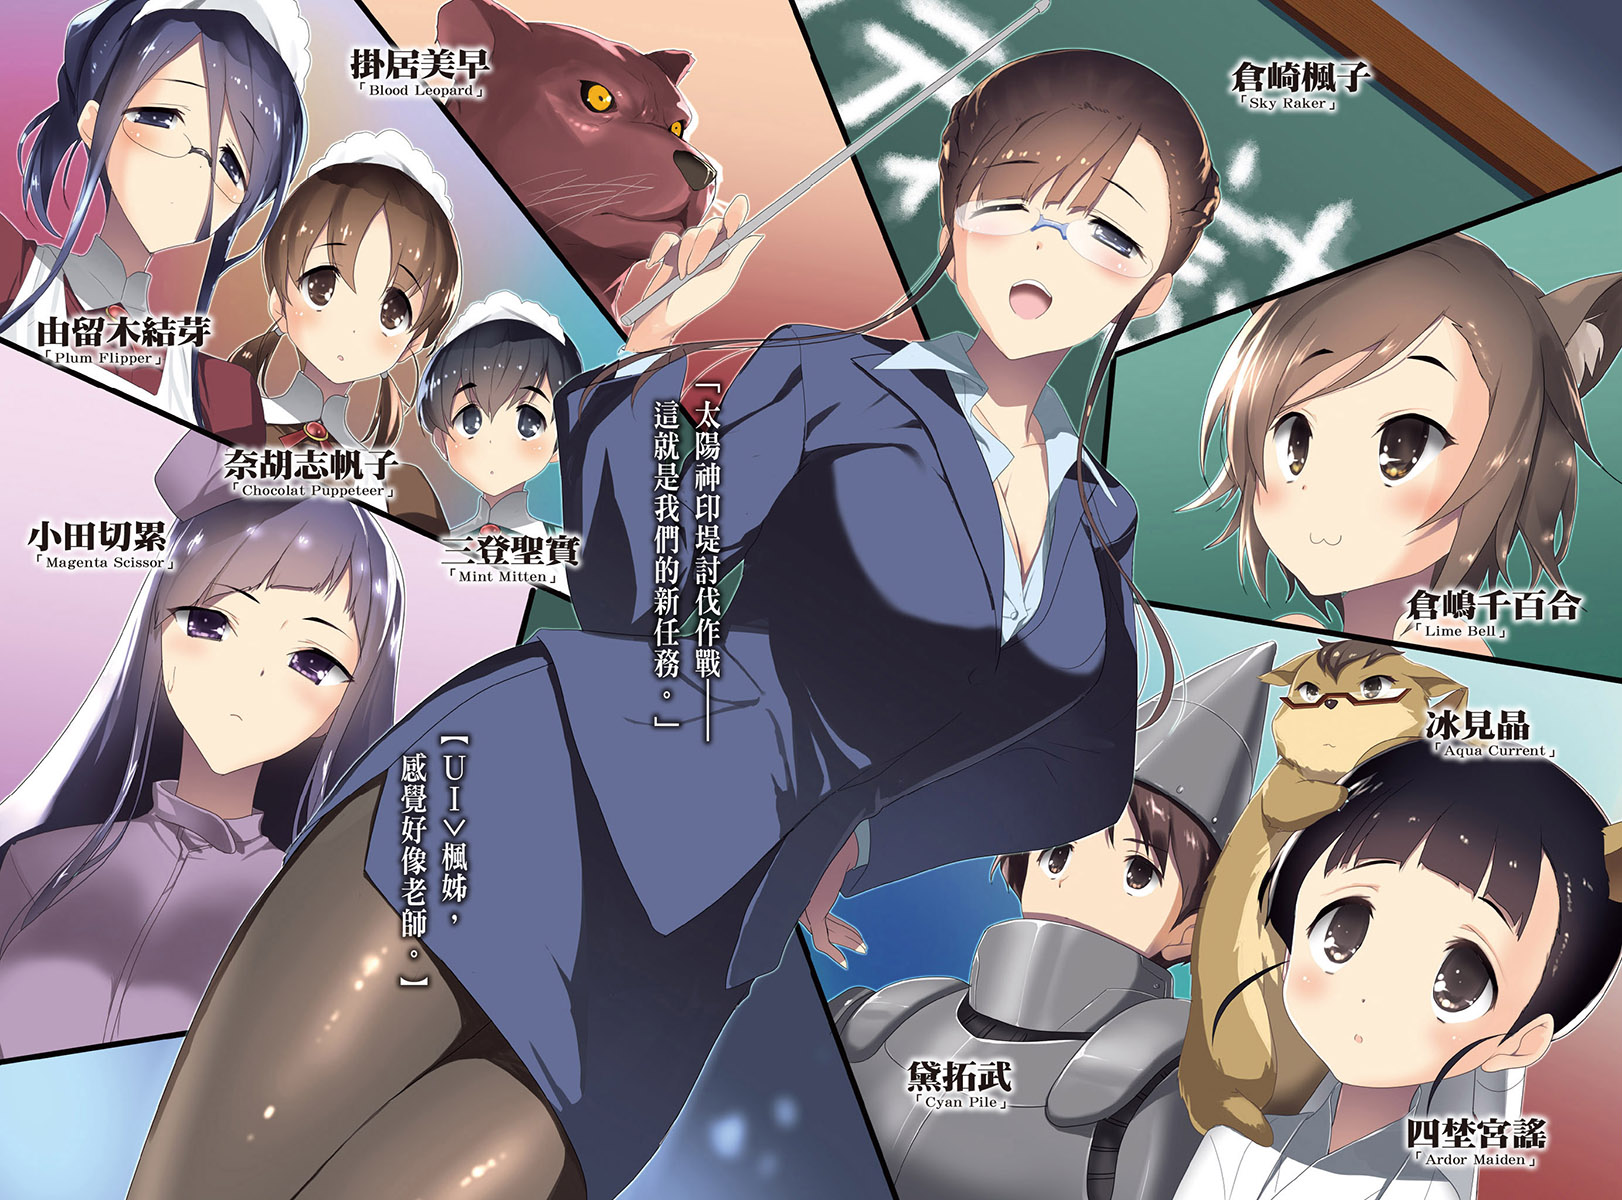 掛居美早
「Blood Leopard」
倉崎楓子
「Sky Raker」
由留木結芽
「Plum Flipper」
奈胡志帆子
「Chocolat Puppeteer」
三登聖實
「Mint Mitten」
小田切累
「Magenta Scissor」
「太陽神印堤討伐作戰——
這就是我們的新任務。」
【UI＞楓姊，
感覺好像老師。】
倉嶋千百合
「Lime Bell」
冰見晶
「Aqua Current」
黛拓武
「Cyan Pile」
四埜宮謠
「Ardor Maiden」